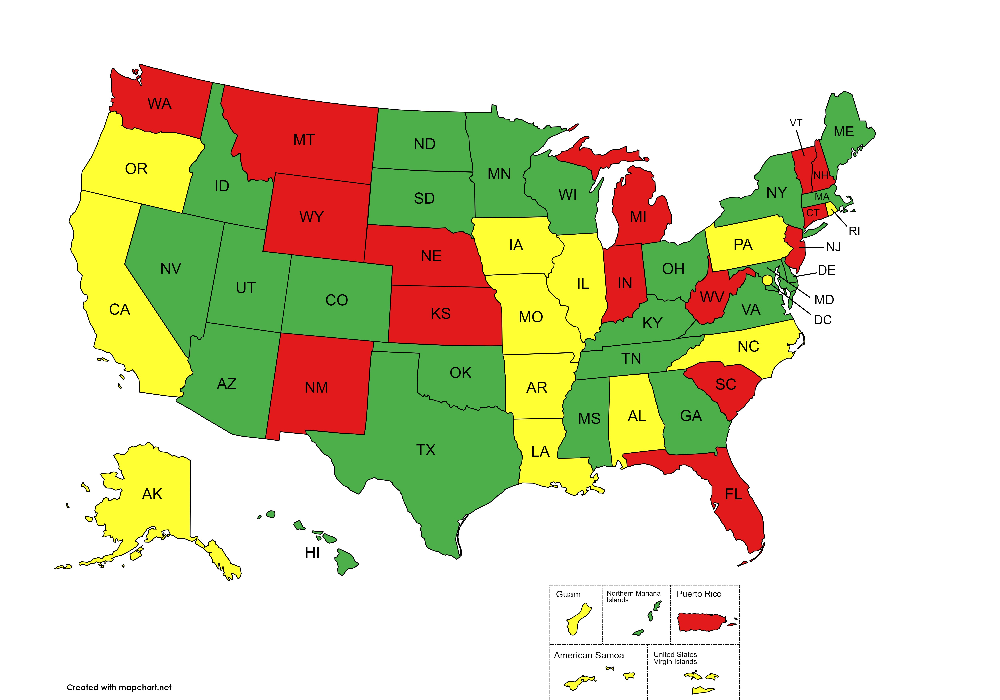 WA
MT
ND
MN
VT
ME
OR
ID
SD
WI
NH
NY
MA
WY
MI
CT
RI
IA
PA
NJ
NE
OH
DE
NV
UT
IL
IN
WV
MD
CA
CO
KS
MO
KY
VA
DC
NC
TN
AZ
NM
OK
AR
SC
MS
AL
GA
TX
LA
AK
FL
HI
Guam
Northern Mariana
Islands
Puerto Rico
American Samoa
United States
Virgin Islands
Created with mapchart.net